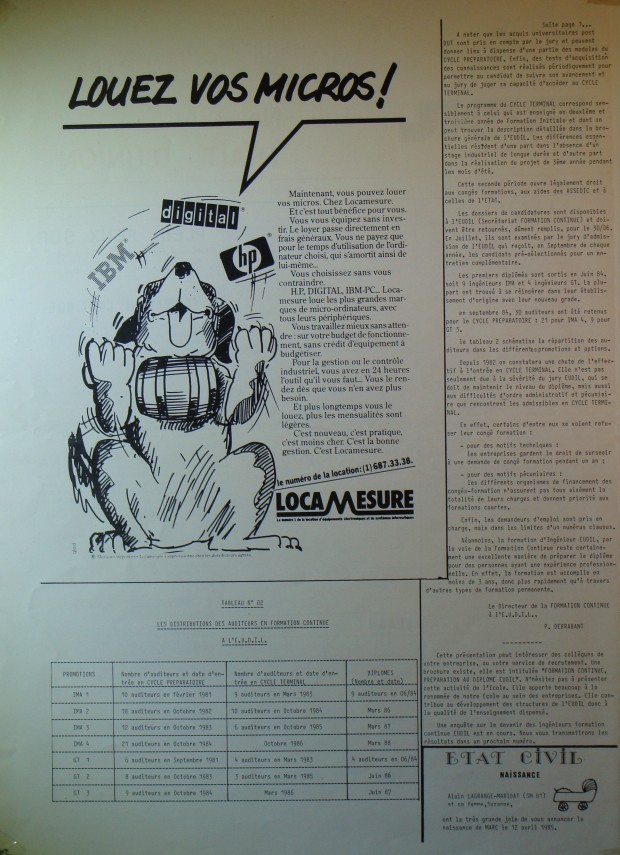 LOUEZ VOS MICROS!
digital
IBM
hp
Maintenant, vous pouvez louer
vos micros. Chez Locamesure.
Et c'est tout bénéfice pour vous.
Vous vous équipez sans inves-
tir. Le loyer passe directement en
frais généraux. Vous ne payez que
pour le temps d'utilisation de l'ordi-
nateur choisi, qui s'amortit ainsi de
lui-même..
Vous choisissez sans vous
contraindre.
H.P., DIGITAL, IBM-PC... Loca-
mesure loue les plus grandes mar-
ques de micro-ordinateurs, avec
tous leurs périphériques.
Vous travaillez mieux sans atten-
dre : sur votre budget de fonctionne-
ment, sans crédit d'équipement à
budgétiser.
Pour la gestion ou le contrôle
industriel, vous avez en 24 heures
l'outil qu'il vous faut.. Vous le ren-
dez dès que vous n'en avez plus
besoin.
Et plus longtemps vous le
louez, plus les mensualités sont
légères.
C'est nouveau, c'est pratique,
c'est moins cher. C'est la bonne
gestion. C'est Locamesure.
le numéro de la location: (1) 687.33.38.
LOCAMESURE
Suite page 1...
A noter que les acquis universitaires post
BUT sont pris en compte par le jury et peuvent
donner lieu à dispense d'une partie des modules du
CYCLE PREPARATOIRE. Enfin, des tests d'acquisition
des connaissances sont réalisés périodiquement pour
permettre au candidat de suivre son avancement et
au jury de juger sa capacité d'accéder au CYCLE
TERMINAL.
Le programme du CYCLE TERMINAL correspond sen-
siblement à celui qui est enseigné en deuxième et
troisième année de Formation Initiale et dont on
peut trouver la description détaillée dans la bro-
chure générale de l'EUDIL. Les différences essen-
tielles résident d'une part dans l'absence d'un
stage industriel de longue durée et d'autre part
dans la réalisation du projet de 3ème année pendant
les mois d'été.
Cette seconde période ouvre légalement droit
aux congés formations, aux aides des ASSEDIC et à
celles de l'ETAT.
Les dossiers de candidatures sont disponibles
à l'EUDIL (Secrétariat FORMATION CONTINUE) et doivent
être retournés, dûment remplis, pour le 30/06.
En Juillet, ils sont examinés par le jury d'admis-
sion de l'EUDIL qui reçoit, en Septembre de chaque
année, les candidats pré-sélectionnés pour un en-
tretien complémentaire.
Les premiers diplômés sont sortis en Juin 84,
soit 9 ingénieurs IMA et 4 ingénieurs GT. La plu-
part ont trouvé à se réinsérer dans leur établis-
sement d'origine avec leur nouveau grade.
en septembre 84, 30 auditeurs ont été retenus
pour le CYCLE PREPARATOIRE : 21 pour IMA 4, 9 pour
GT 3.
Le tableau 2 schématise la répartition des au-
diteurs dans les différentes promotions et options.
Depuis 1982 on constatera une chute de l'effec-
tif à l'entrée en CYCLE TERMINAL. Elle n'est pas
seulement due à la sévérité du jury EUDIL, qui se
doit de maintenir le niveau du diplôme, mais aussi
aux difficultés d'ordre administratif et pécuniai-
re que rencontrent les admissibles en CYCLE TERMI-
NAL.
En effet, certains d'entre eux se voient refu-
ser leur congé formation :
- pour des motifs techniques :
les entreprises gardent le droit de surseoir
à une demande de congé formation pendant un an ;
- pour des motifs pécuniaires :
les différents organismes de financement des
congés-formation n'assurent pas tous aisément la
totalité de leurs charges et donnent priorité aux
formations courtes.
Enfin, les demandeurs d'emploi sont pris en
charge, mais dans les limites d'un numérus clausus.
Néanmoins, la formation d'Ingénieur EUDIL, par
la voie de la Formation Continue reste certaine-
ment une excellente manière de préparer le diplôme
pour des personnes ayant une expérience profession-
nelle. En effet, la formation est accomplie en
moins de 3 ans, donc plus rapidement qu'à travers
d'autres types de formation permanente.
Le Directeur de la FORMATION CONTINUE
à l'E.U.D.I.L.
P. DERRABANT
Cette présentation peut intéresser des collègues de
votre entreprise, ou votre service de recrutement. Une
brochure existe, elle est intitulée "FORMATION CONTINUE,
PREPARATION AU DIPLOME EUDIL". N'hésitez pas à présenter
cette activité de l'Ecole. Elle apporte beaucoup à la
renommée de notre école au sein des entreprises. Elle con-
tribue au développement des structures de l'EUDIL donc à
la qualité de l'enseignement dispensé.
Une enquête sur le devenir des ingénieurs formation
continue EUDIL est en cours. Nous vous transmettrons les
résultats dans un prochain numéro.
TABLEAU N° 02
LES DISTRIBUTIONS DES AUDITEURS EN FORMATION CONTINUE
A L'E.U.D.I.L.
PROMOTIONS | Nombre d'auditeurs et date d'en-trée en CYCLE PREPARATOIRE | Nombre d'auditeurs et date d'en-trée en CYCLE TERMINAL | DIPLOMES (Nombre et date)
IMA 1 | 18 auditeurs en février 1981 | 9 auditeurs en Mars 1983 | 9 auditeurs en 06/84
IMA 2 | 18 auditeurs en Octobre 1982 | 10 auditeurs en Octobre 1984 | Mars 86
IMA 3 | 12 auditeurs en Octobre 1983 | 6 auditeurs en Octobre 1985 | Mars 87
IMA 4 | 21 auditeurs en Octobre 1984 | Octobre 1986 | Mars 88
GT 1 | 6 auditeurs en Septembre 1981 | 4 auditeurs en Mars 1983 | 4 auditeurs en 06/84
GT 2 | 8 auditeurs en Octobre 1983 | 3 auditeurs en Mars 1985 | Juin 86
GT 3 | 9 auditeurs en Octobre 1984 | Mars 1986 | Juin 87
ETAT CIVIL
NAISSANCE
Alain LAGRANGE-MARIDAT (SM 81)
et sa femme,
ont la très grande joie de vous annoncer la
naissance de MARC le 12 avril 1985.